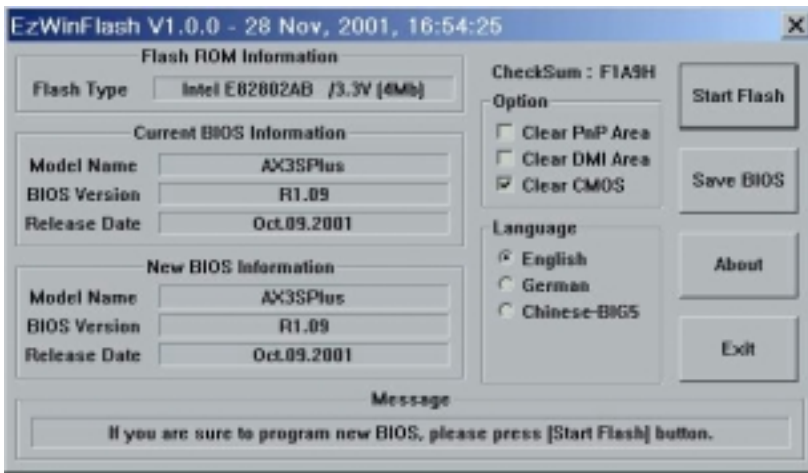 EzWinFlash V1.0.0 - 28 Nov, 2001, 16:54:25
Flash ROM Information
Flash Type Intel E82802AB /3.3V (4Mb)
Current BIOS Information
Model Name AX3SPlus
BIOS Version R1.09
Release Date Oct.09.2001
New BIOS Information
Model Name AX3SPlus
BIOS Version R1.09
Release Date Oct.09.2001
CheckSum : F1A9H
Option
Clear PnP Area
Clear DMI Area
Clear CMOS
Language
English
German
Chinese-BIG5
Start Flash
Save BIOS
About
Exit
Message
If you are sure to program new BIOS, please press [Start Flash] button.